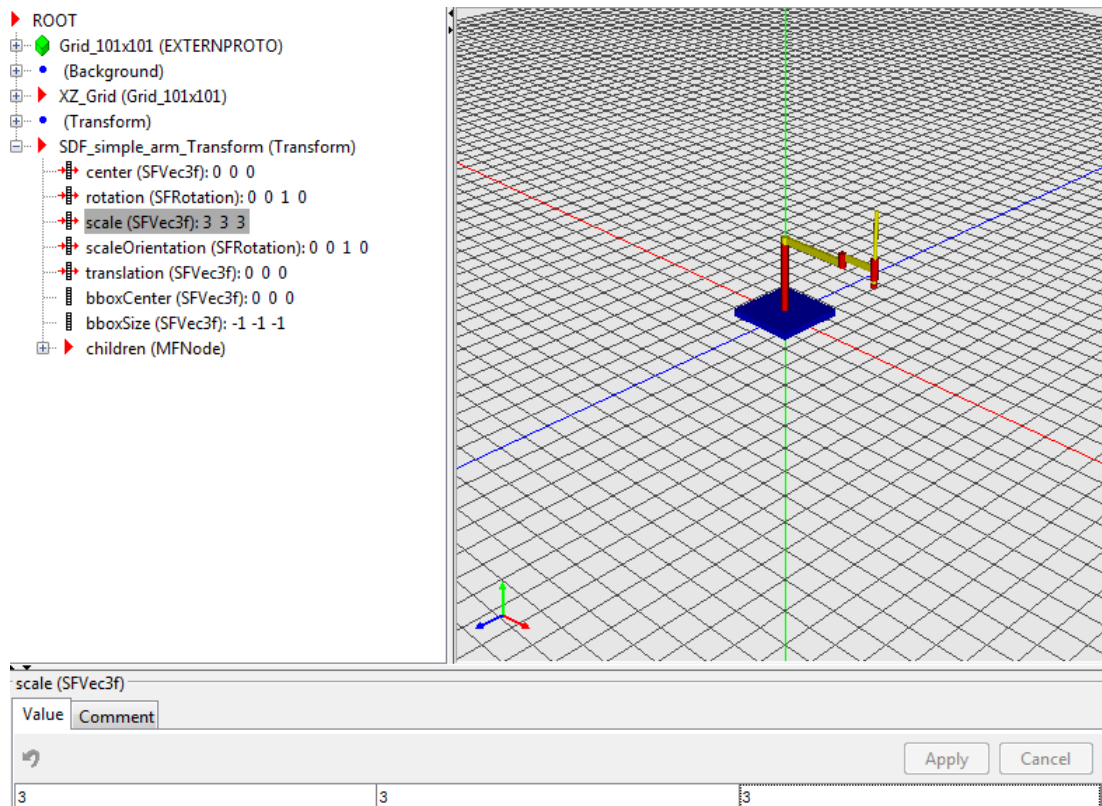 ROOT
Grid_101x101 (EXTERNPROTO)
(Background)
XZ_Grid (Grid_101x101)
(Transform)
SDF_simple_arm_Transform (Transform)
center (SFVec3f): 0 0 0
rotation (SFRotation): 0 0 1 0
scale (SFVec3f): 3 3 3
scaleOrientation (SFRotation): 0 0 1 0
translation (SFVec3f): 0 0 0
bboxCenter (SFVec3f): 0 0 0
bboxSize (SFVec3f): -1 -1 -1
children (MFNode)
scale (SFVec3f)
Value Comment
Apply Cancel
3 3 3